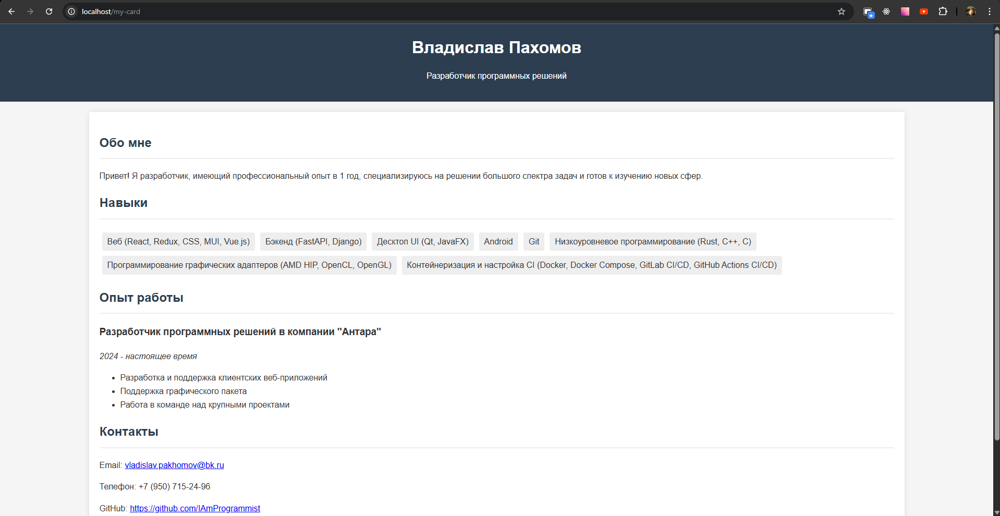 localhost/my-card
Владислав Пахомов
Разработчик программных решений
Обо мне
Привет! Я разработчик, имеющий профессиональный опыт в 1 год, специализируюсь на решении большого спектра задач и готов к изучению новых сфер.
Навыки
Веб (React, Redux, CSS, MUI, Vue.js) Бэкенд (FastAPI, Django) Десктоп UI (Qt, JavaFX) Android Git Низкоуровневое программирование (Rust, C++, C)
Программирование графических адаптеров (AMD HIP, OpenCL, OpenGL) Контейнеризация и настройка CI (Docker, Docker Compose, GitLab CI/CD, GitHub Actions CI/CD)
Опыт работы
Разработчик программных решений в компании "Антара"
2024 - настоящее время
Разработка и поддержка клиентских веб-приложений
Поддержка графического пакета
Работа в команде над крупными проектами
Контакты
Email: vladislav.pakhomov@bk.ru
Телефон: +7 (950) 715-24-96
GitHub: https://github.com/IAmProgrammist